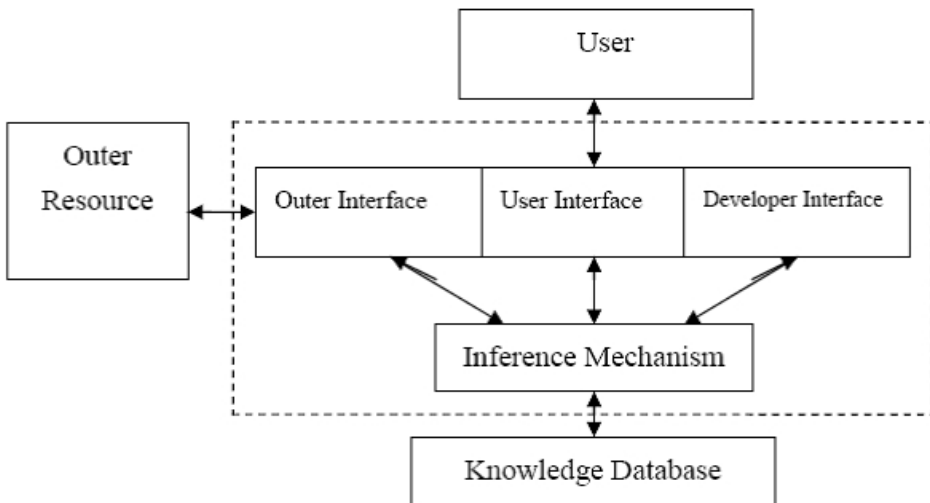 User
Outer
Resource
Outer Interface
User Interface
Developer Interface
Inference Mechanism
Knowledge Database